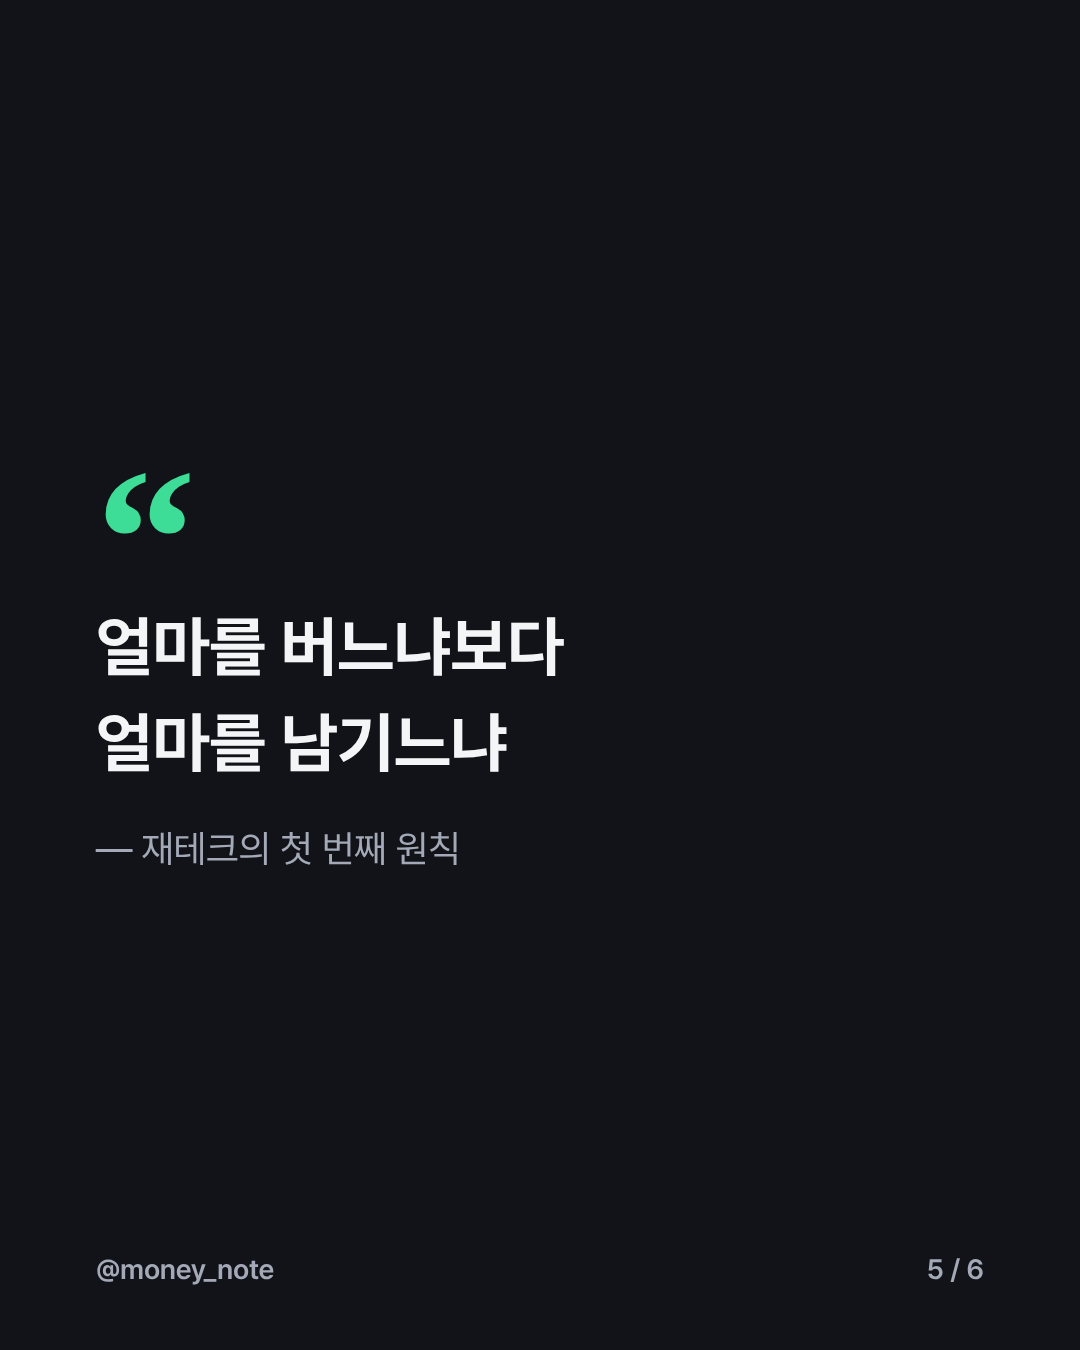 “
얼마를 버느냐보다
얼마를 남기느냐
— 재테크의 첫 번째 원칙
@money_note
5 / 6